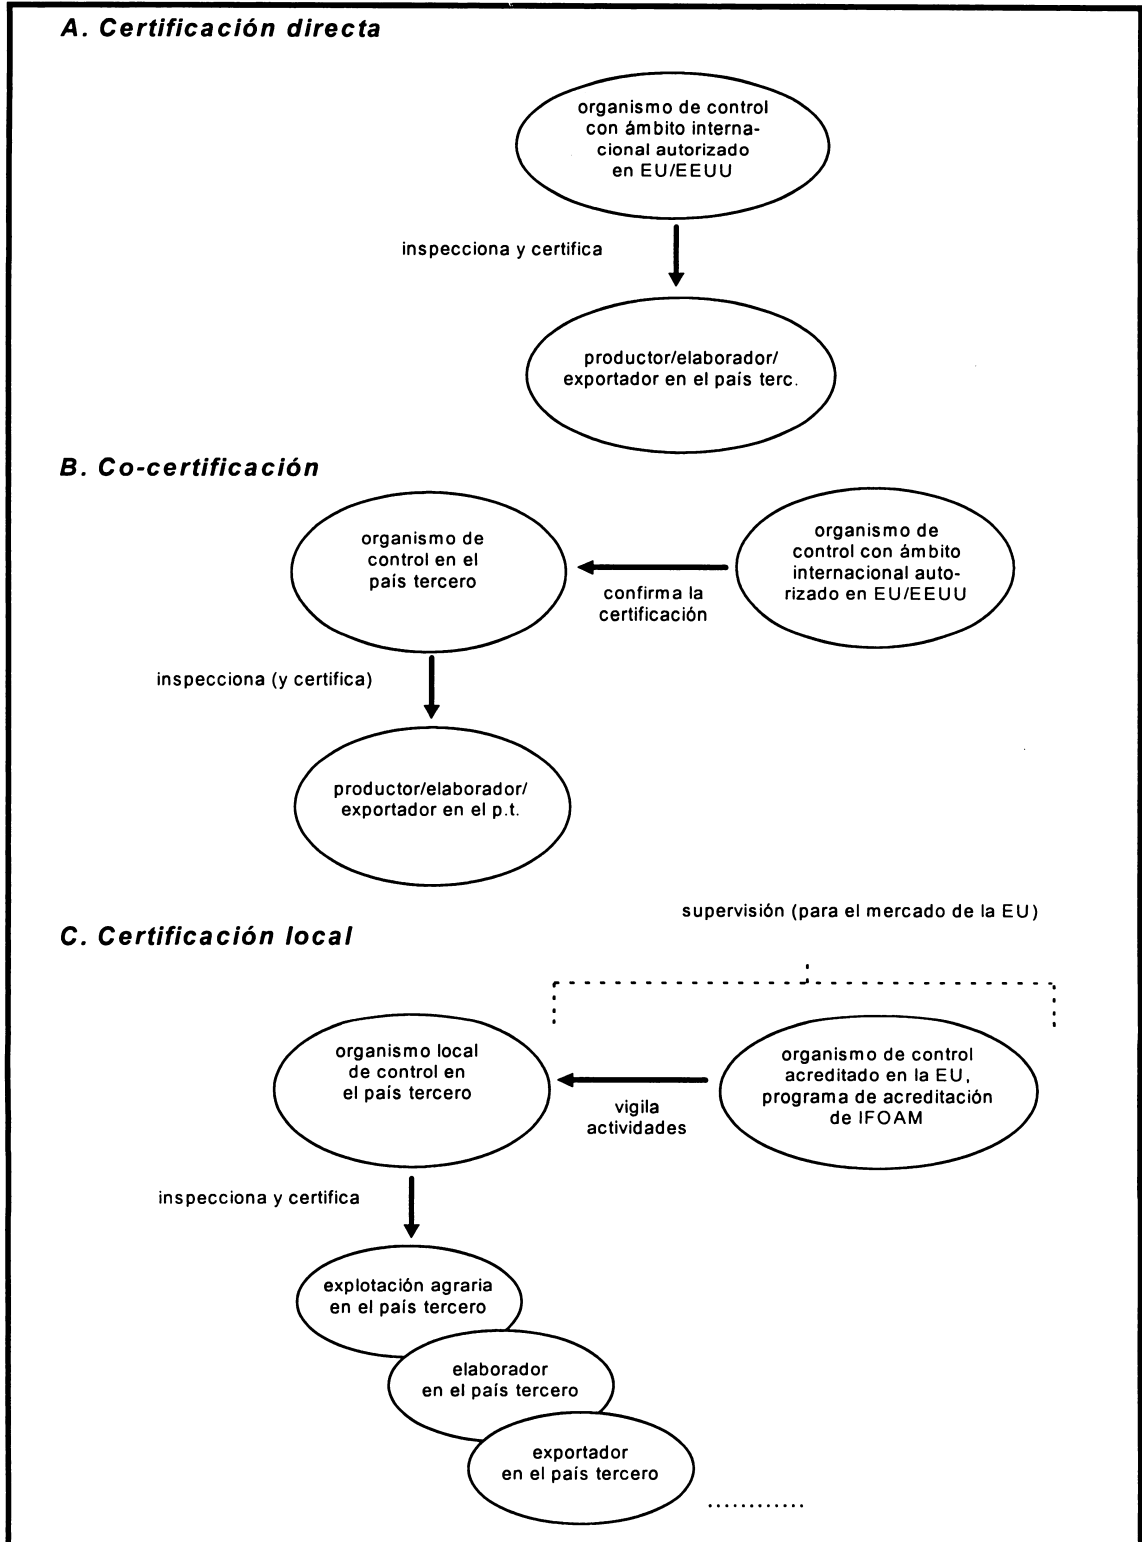 A. Certificación directa
organismo de control
con ámbito interna-
cional autorizado
en EU/EEUU
inspecciona y certifica
productor/elaborador/
exportador en el país terc.
B. Co-certificación
organismo de
control en el
país tercero
organismo de
control con ámbito
internacional auto-
rizado en EU/EEUU
confirma la
certificación
inspecciona (y certifica)
productor/elaborador/
exportador en el p.t.
supervisión (para el mercado de la EU)
C. Certificación local
organismo local
de control en
el país tercero
organismo de control
acreditado en la EU,
programa de acreditación
de IFOAM
vigila
actividades
inspecciona y certifica
explotación agraria
en el país tercero
elaborador
en el país tercero
exportador
en el país tercero
............